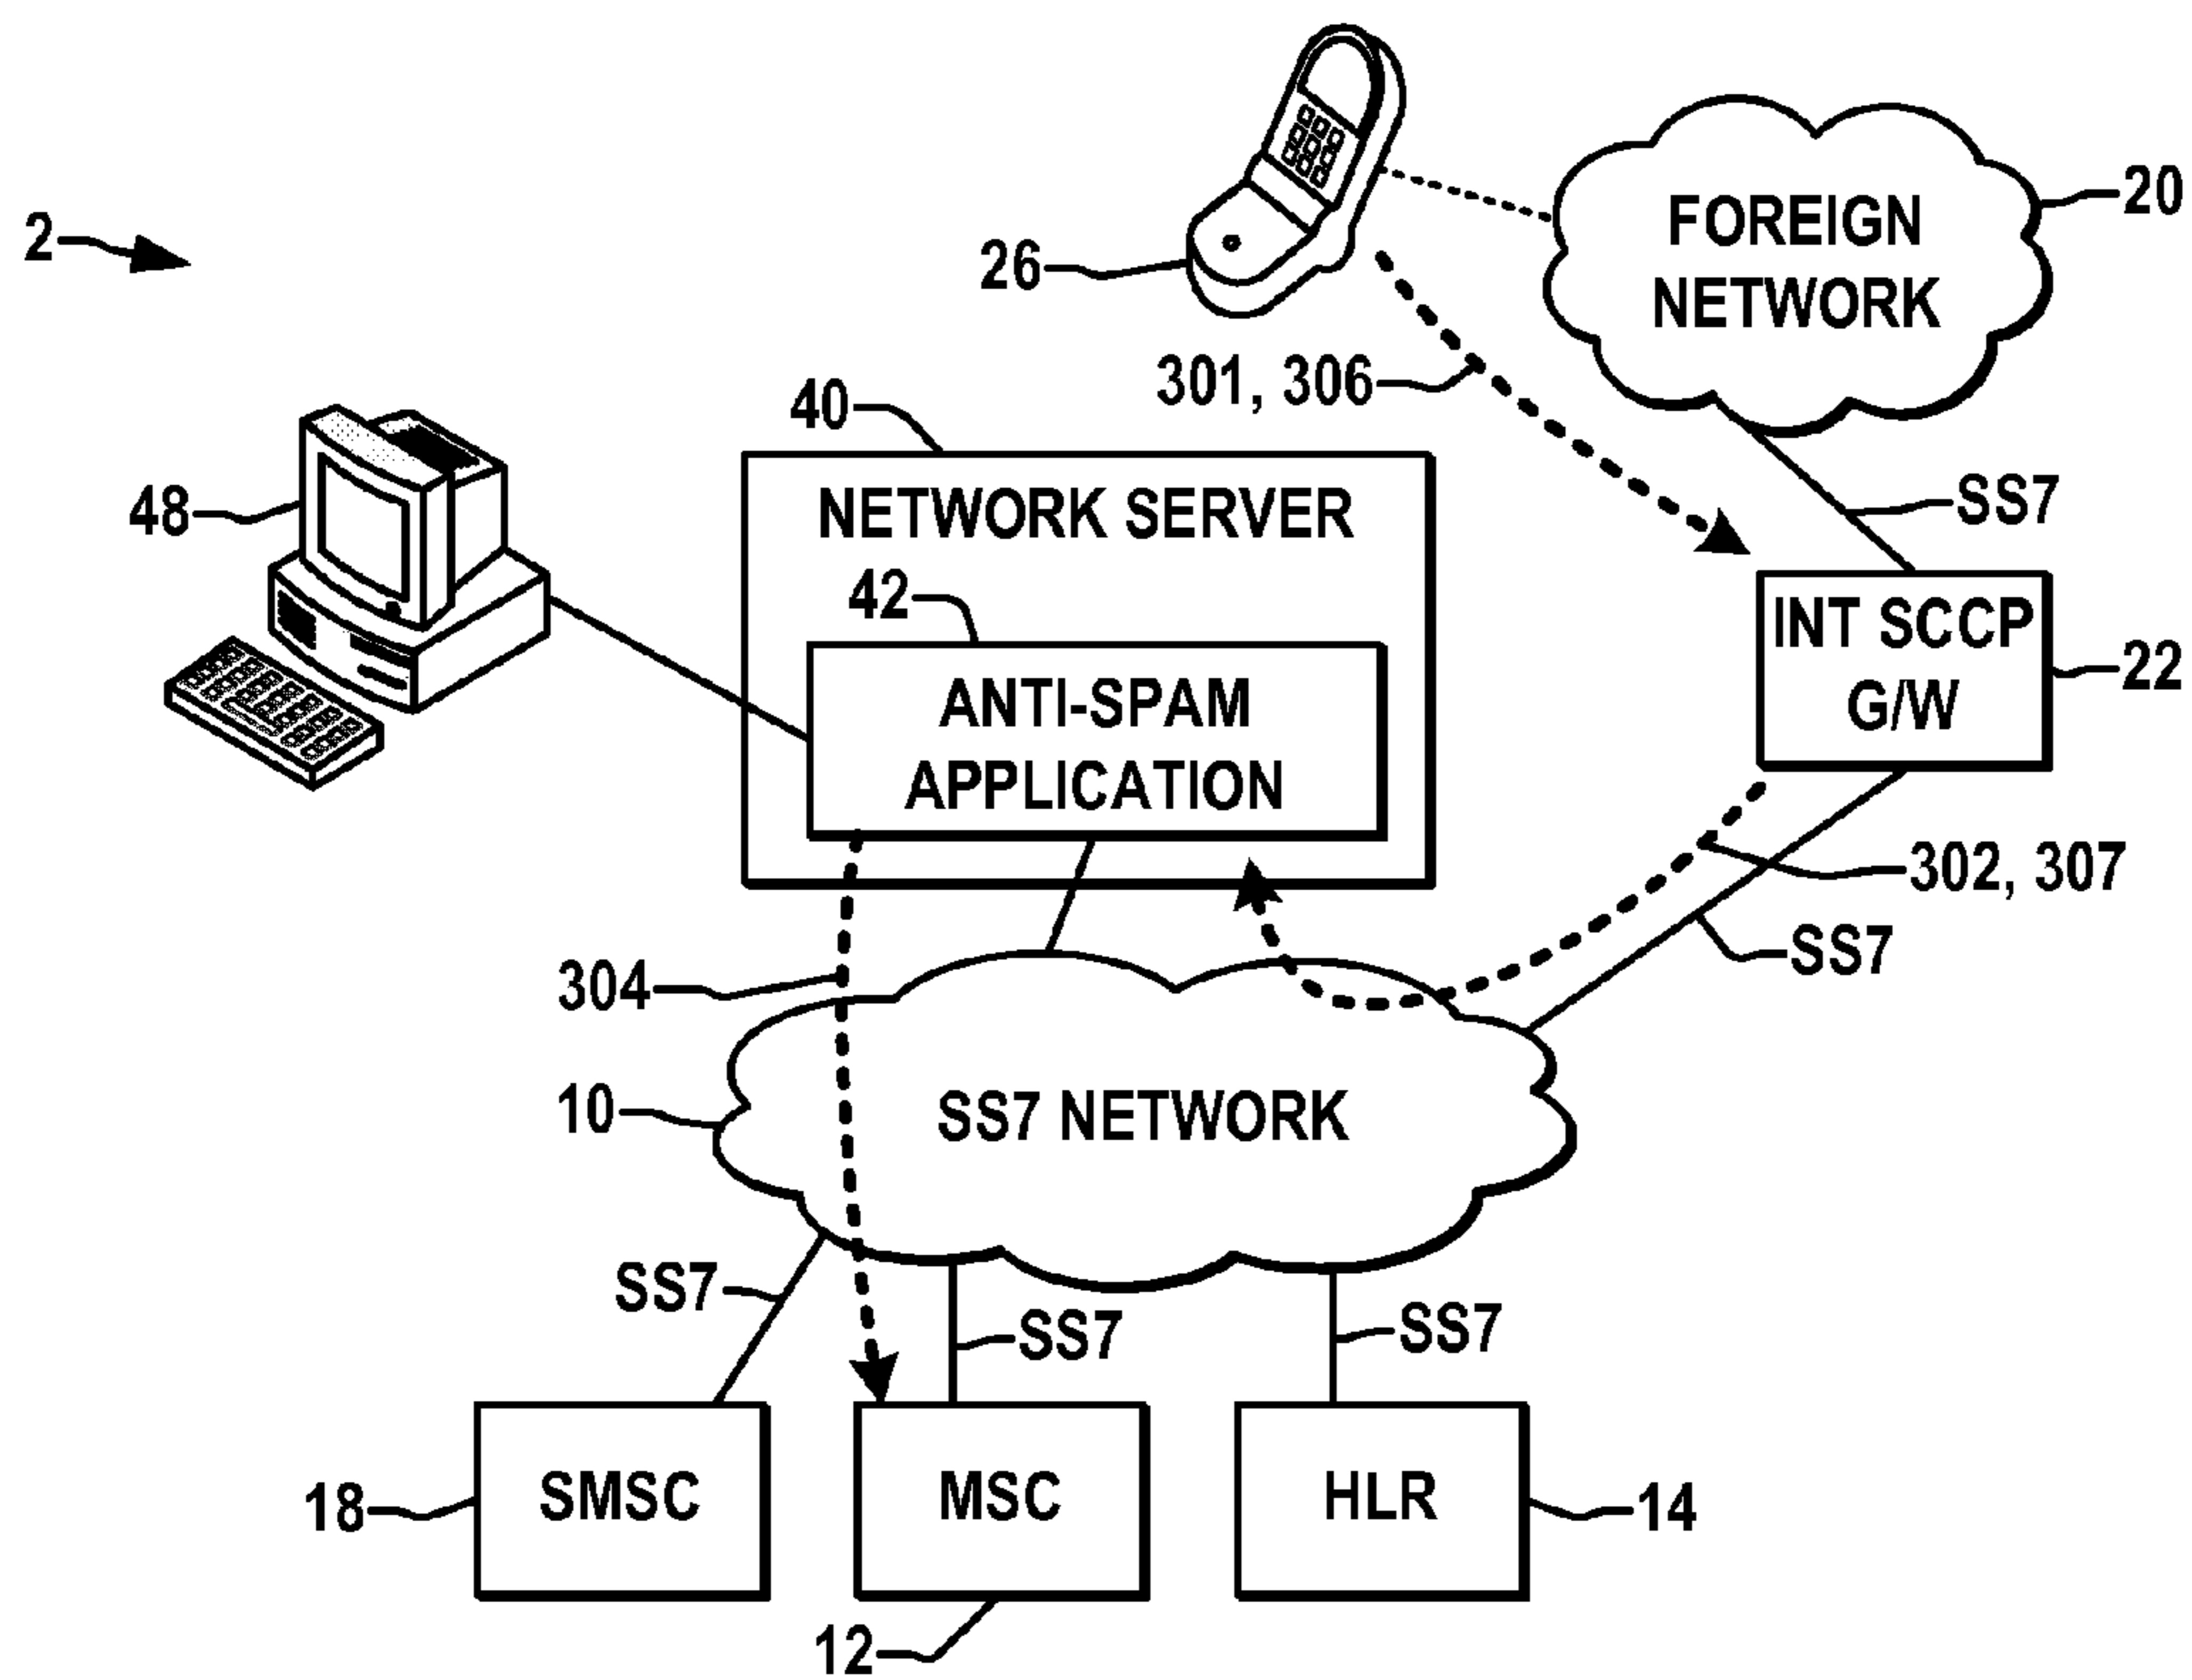 2
26
FOREIGN
NETWORK
20
301, 306
40
48
NETWORK SERVER
SS7
42
INT SCCP
G/W
22
ANTI-SPAM
APPLICATION
302, 307
SS7
304
10
SS7 NETWORK
SS7
SS7
SS7
18
SMSC
MSC
HLR
14
12